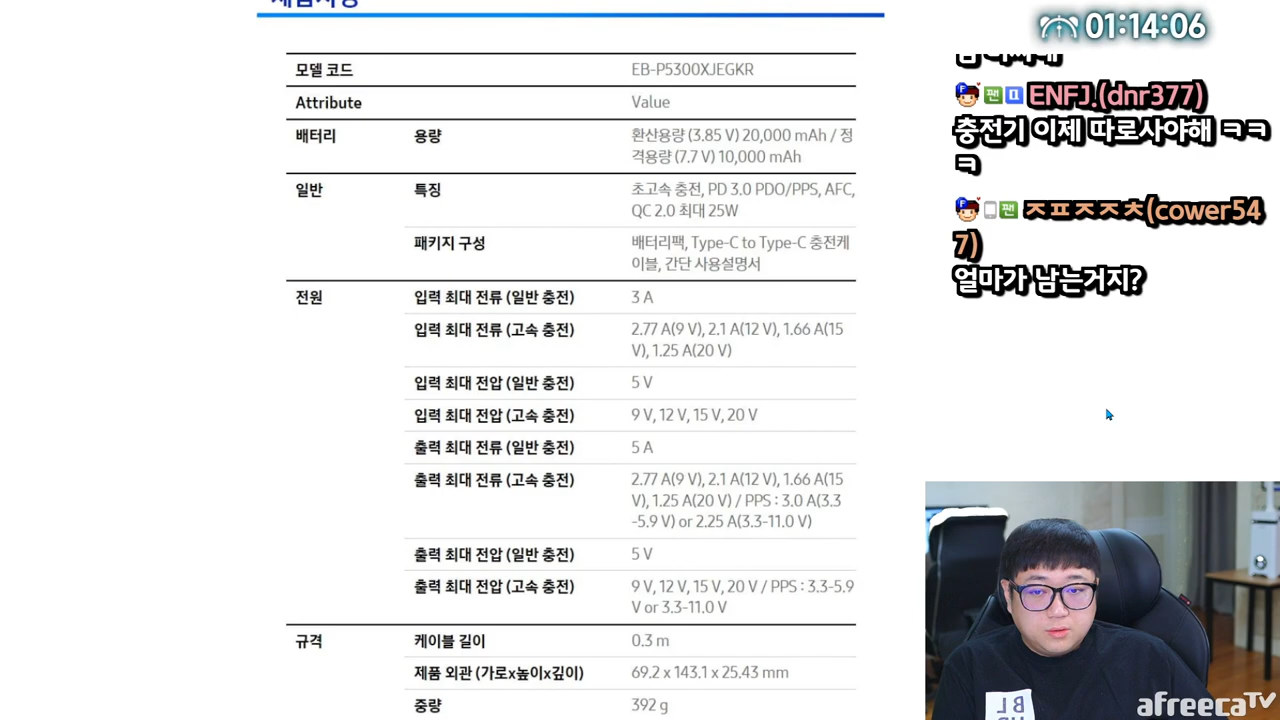 제품사양
모델 코드 EB-P5300XJEGKR
Attribute Value
배터리 용량 환산용량 (3.85 V) 20,000 mAh / 정
격용량 (7.7 V) 10,000 mAh
일반 특징 초고속 충전, PD 3.0 PDO/PPS, AFC,
QC 2.0 최대 25W
패키지 구성 배터리팩, Type-C to Type-C 충전케
이블, 간단 사용설명서
전원 입력 최대 전류 (일반 충전) 3 A
입력 최대 전류 (고속 충전) 2.77 A(9 V), 2.1 A(12 V), 1.66 A(15
V), 1.25 A(20 V)
입력 최대 전압 (일반 충전) 5 V
입력 최대 전압 (고속 충전) 9 V, 12 V, 15 V, 20 V
출력 최대 전류 (일반 충전) 5 A
출력 최대 전류 (고속 충전) 2.77 A(9 V), 2.1 A(12 V), 1.66 A(15
V), 1.25 A(20 V) / PPS : 3.0 A(3.3
-5.9 V) or 2.25 A(3.3-11.0 V)
출력 최대 전압 (일반 충전) 5 V
출력 최대 전압 (고속 충전) 9 V, 12 V, 15 V, 20 V / PPS : 3.3-5.9
V or 3.3-11.0 V
규격 케이블 길이 0.3 m
제품 외관 (가로x높이x깊이) 69.2 x 143.1 x 25.43 mm
중량 392 g
01:14:06
F 팬 ENFJ.(dnr377)
충전기 이제 따로사야해 ㅋㅋ
ㅋ
F 팬 ㅈㅍㅈㅈㅊ(cower54
7)
얼마가 남는거지?
afreecaTV